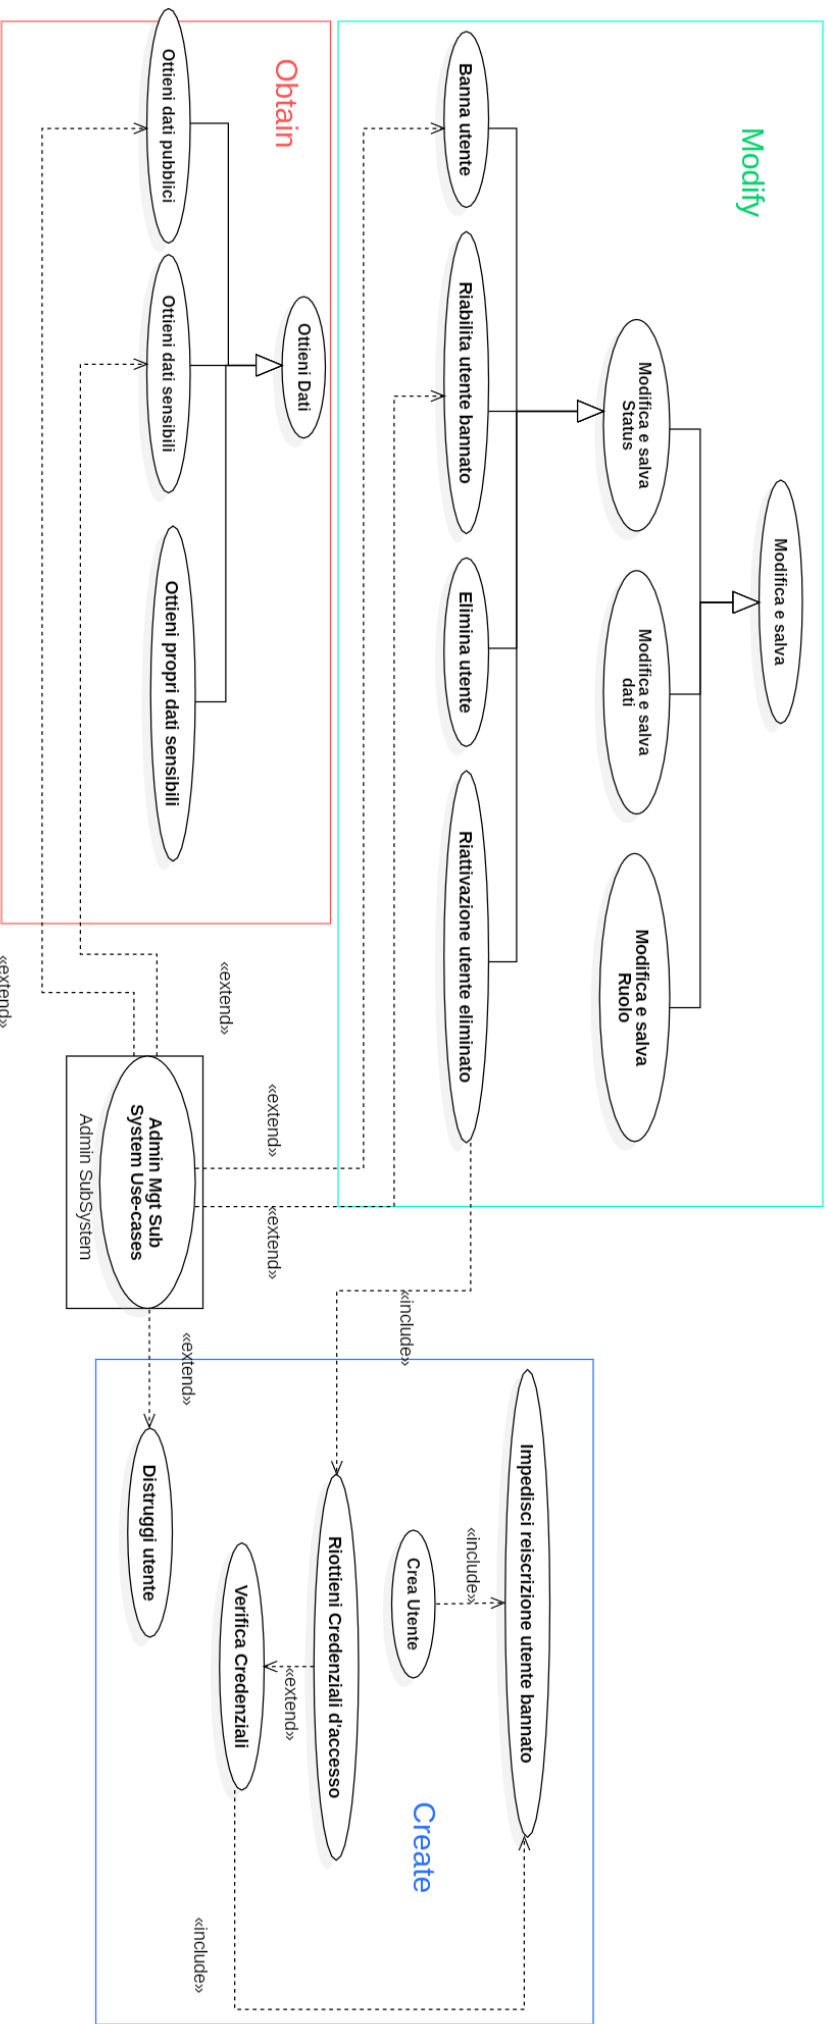 Modify
Modifica e salva
Modifica e salva
Status
Modifica e salva
dati
Modifica e salva
Ruolo
Banna utente
Riabilita utente bannato
Elimina utente
Riattivazione utente eliminato
Obtain
Ottieni Dati
Ottieni dati pubblici
Ottieni dati sensibili
Ottieni propri dati sensibili
«extend»
«extend»
«extend»
«extend»
Admin Mgt Sub
System Use-cases
Admin SubSystem
«extend»
«include»
Impedisci reiscrizione utente bannato
«include»
Crea Utente
Create
Riottieni Credenziali d'accesso
«extend»
Verifica Credenziali
«include»
Distruggi utente